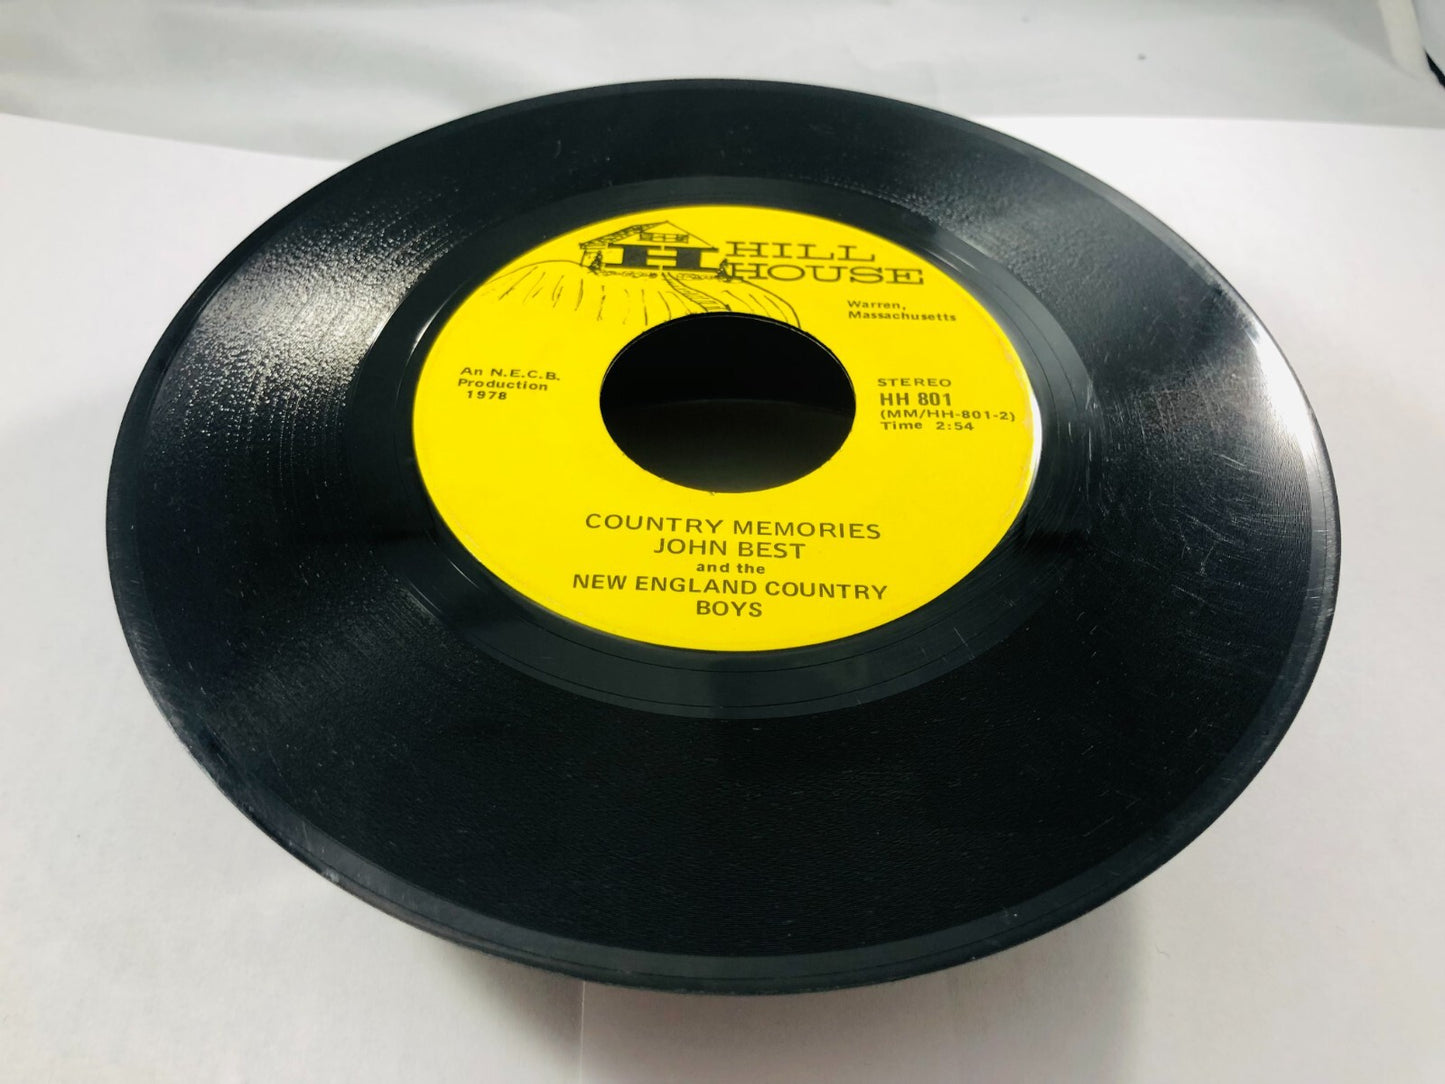 H HILL
HOUSE
Warren,
Massachusetts
An N.E.C.B.
Production
1978
STEREO
HH 801
(MM/HH-801-2)
Time 2:54
COUNTRY MEMORIES
JOHN BEST
and the
NEW ENGLAND COUNTRY
BOYS